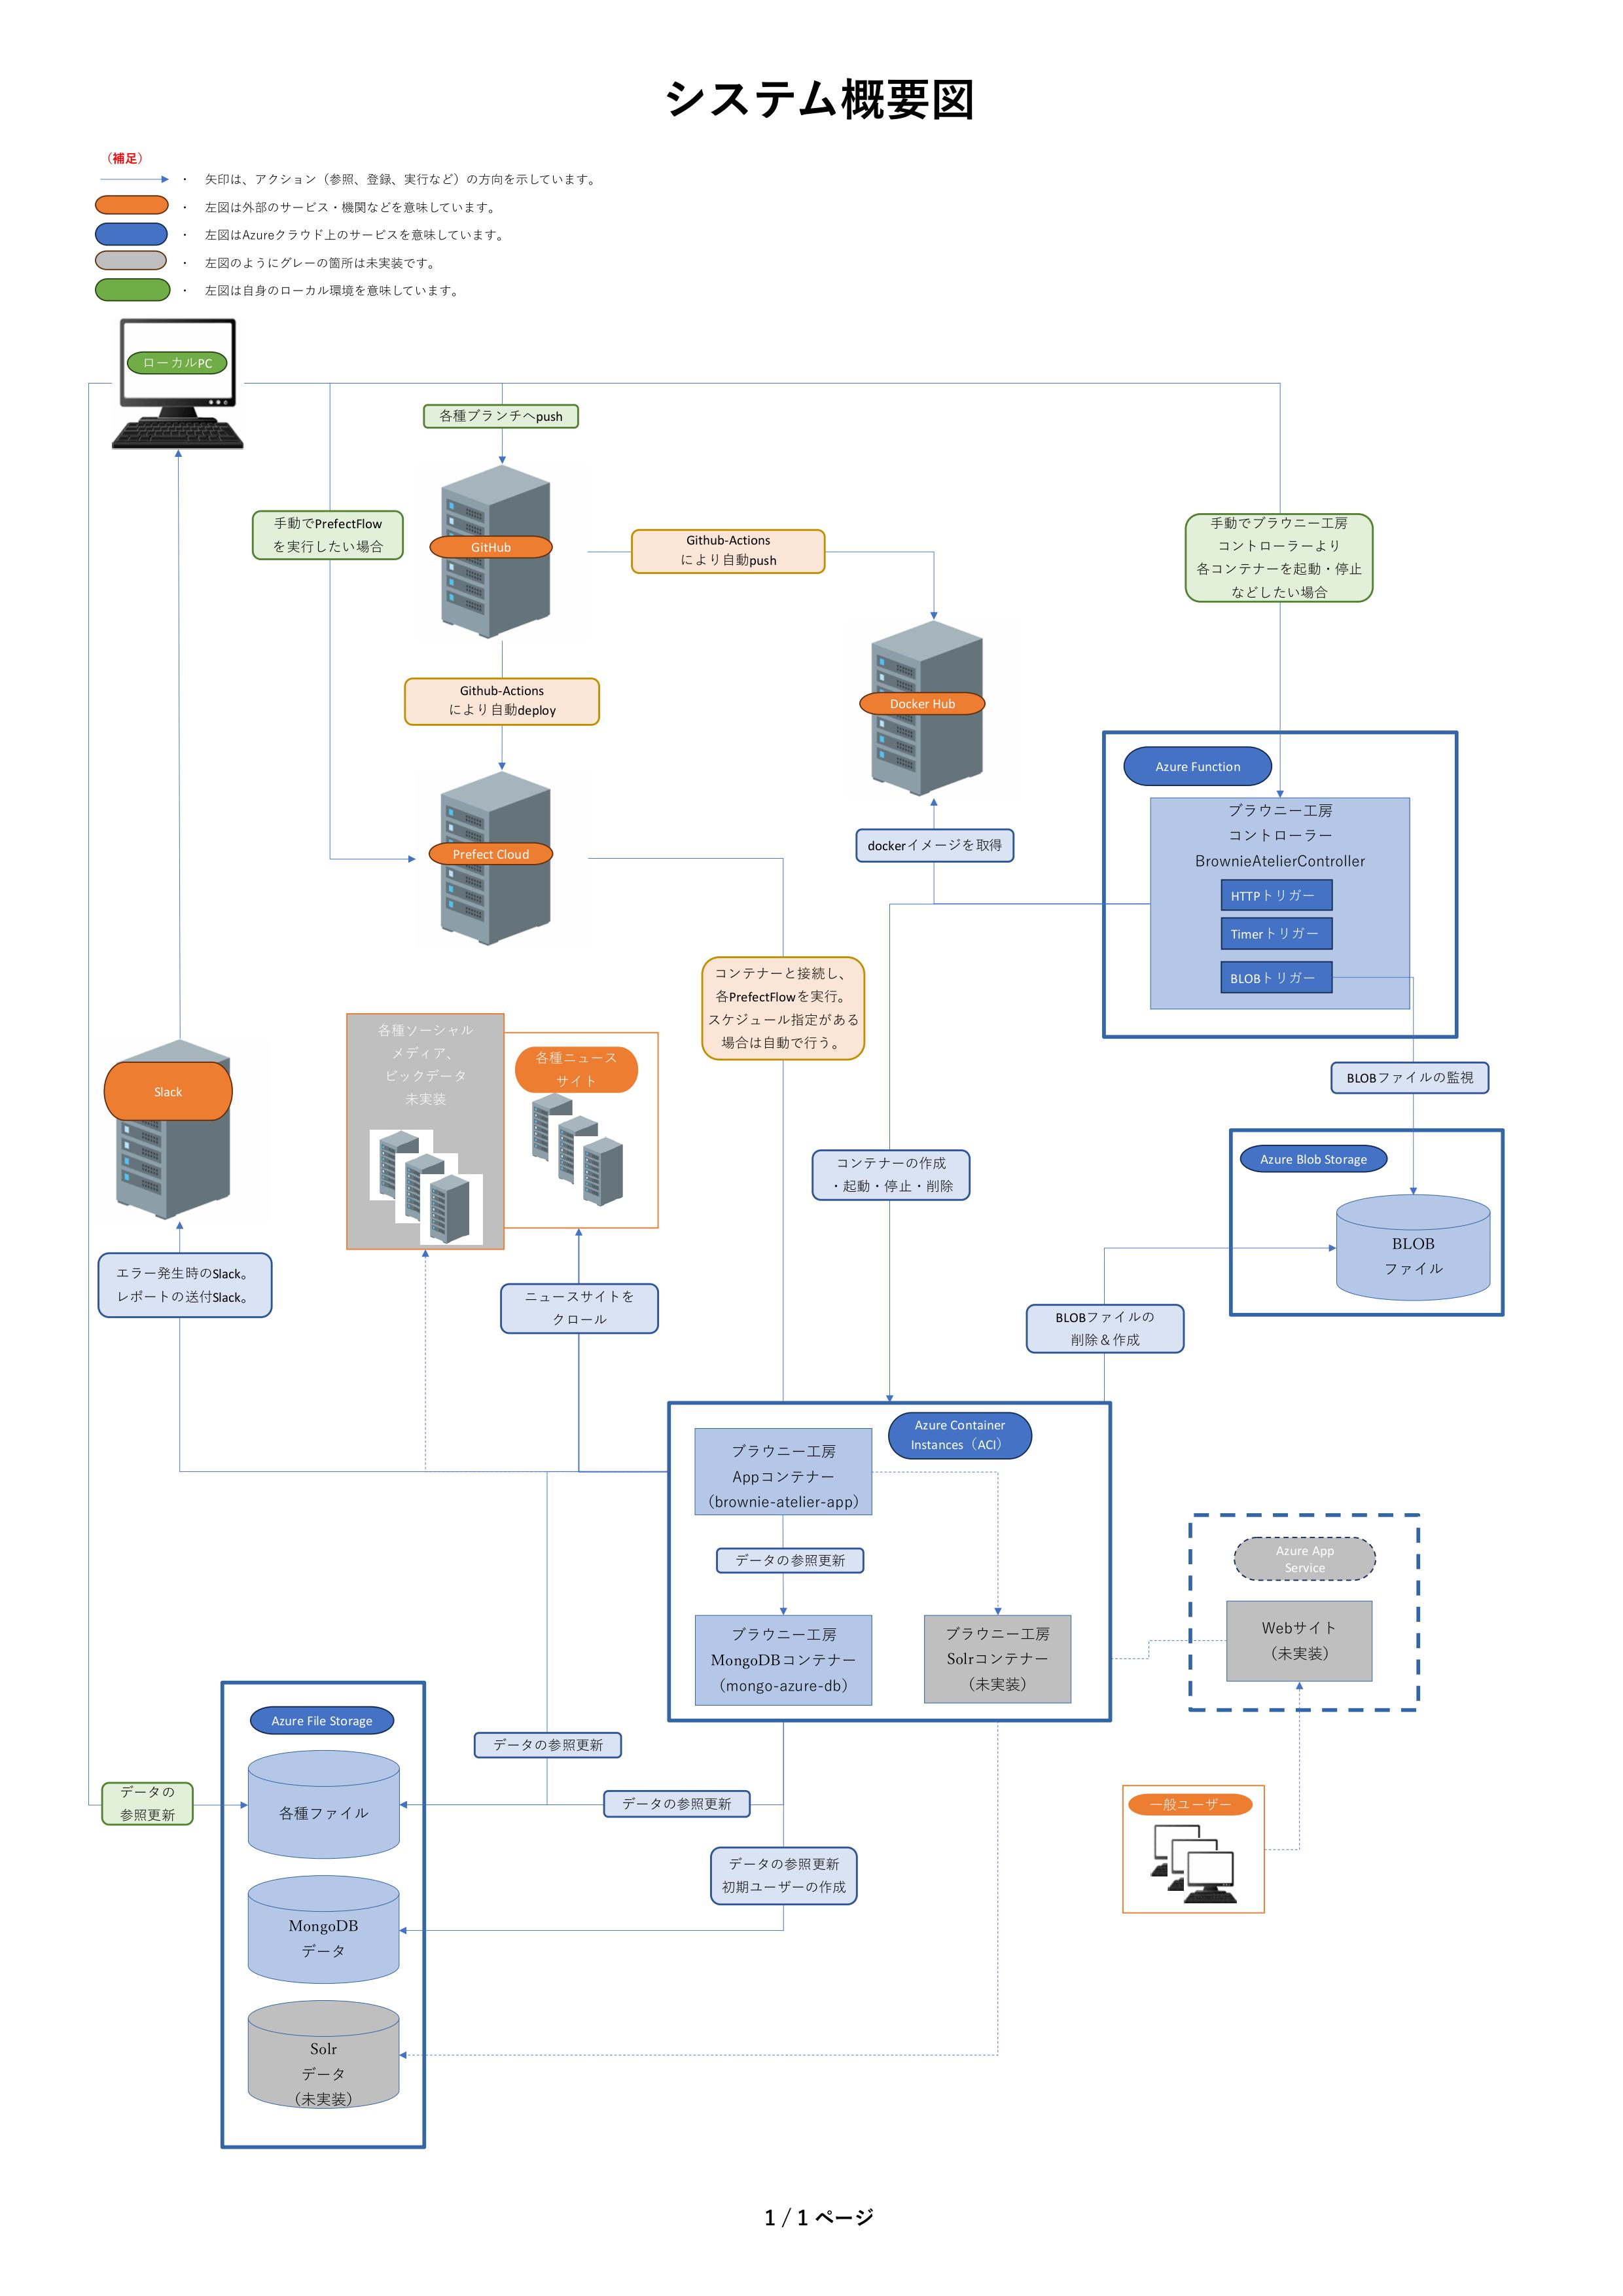 システム概要図
（補足）
・ 矢印は、アクション（参照、登録、実行など）の方向を示しています。
・ 左図は外部のサービス・機関などを意味しています。
・ 左図はAzureクラウド上のサービスを意味しています。
・ 左図のようにグレーの箇所は未実装です。
・ 左図は自身のローカル環境を意味しています。
ローカルPC
各種ブランチへpush
手動でPrefectFlow
を実行したい場合
GitHub
Github-Actions
により自動push
手動でブラウニー工房
コントローラーより
各コンテナーを起動・停止
などしたい場合
Github-Actions
により自動deploy
Docker Hub
Azure Function
ブラウニー工房
コントローラー
BrownieAtelierController
HTTPトリガー
Timerトリガー
BLOBトリガー
dockerイメージを取得
Prefect Cloud
コンテナーと接続し、
各PrefectFlowを実行。
スケジュール指定がある
場合は自動で行う。
各種ソーシャル
メディア、
ビックデータ
未実装
各種ニュース
サイト
Slack
BLOBファイルの監視
Azure Blob Storage
BLOB
ファイル
コンテナーの作成
・起動・停止・削除
エラー発生時のSlack。
レポートの送付Slack。
ニュースサイトを
クロール
BLOBファイルの
削除＆作成
Azure Container
Instances（ACI）
ブラウニー工房
Appコンテナー
（brownie-atelier-app）
データの参照更新
ブラウニー工房
MongoDBコンテナー
（mongo-azure-db）
ブラウニー工房
Solrコンテナー
（未実装）
Azure App
Service
Webサイト
（未実装）
Azure File Storage
データの参照更新
データの
参照更新
各種ファイル
データの参照更新
一般ユーザー
データの参照更新
初期ユーザーの作成
MongoDB
データ
Solr
データ
（未実装）
1 / 1 ページ